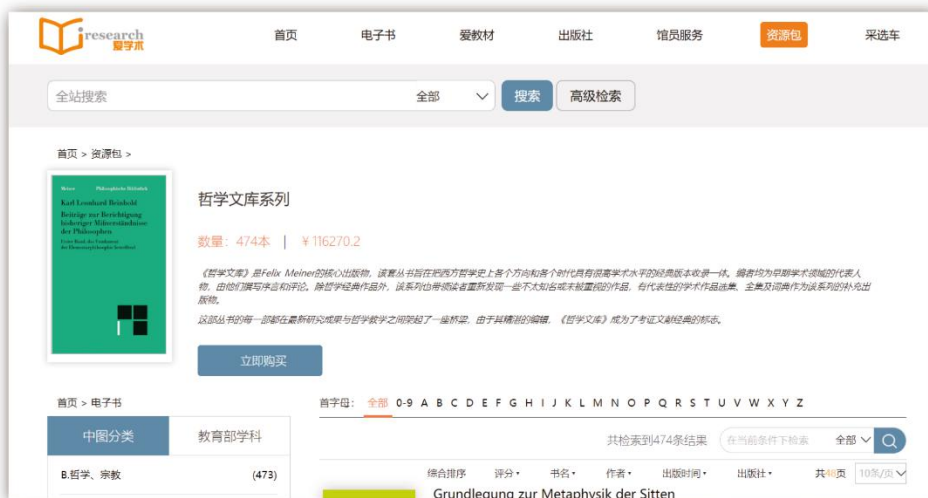 iresearch
爱学术
首页 电子书 爱教材 出版社 馆员服务 资源包 采选车
全站搜索 全部 搜索 高级检索
首页 > 资源包 >
Meiner Philosophische Bibliothek
Karl Leonhard Reinhold
Beiträge zur Berichtigung
bisheriger Mißverständnisse
der Philosophen
哲学文库系列
数量：474本 | ¥ 116270.2
《哲学文库》是Felix Meiner的核心出版物，该套丛书旨在把西方哲学史上各个方向和各个时代具有很高学术水平的经典版本收录一体。编者均为早期学术领域的代表人
物，由他们撰写序言和评论。除哲学经典作品外，该系列也带领读者重新发现一些不太知名或未被重视的作品，有代表性的学术作品选集、全集及词典作为该系列的补充出
版物。
这部丛书的每一部都在最新研究成果与哲学教学之间架起了一座桥梁，由于其精湛的编辑，《哲学文库》成为了考证文献经典的标志。
立即购买
首页 > 电子书
首字母： 全部 0-9 A B C D E F G H I J K L M N O P Q R S T U V W X Y Z
中图分类 教育部学科
共检索到474条结果 在当前条件下检索 全部
B.哲学、宗教 (473)
综合排序 评分 书名 作者 出版时间 出版社 共48页 10条/页
Grundlegung zur Metaphysik der Sitten